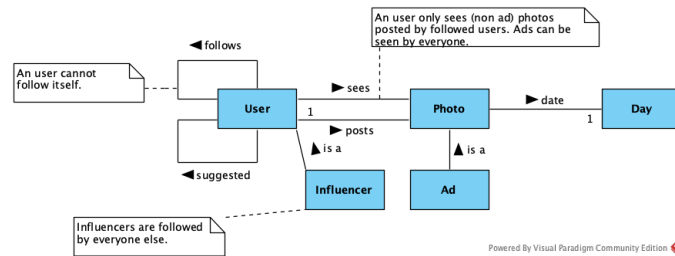 An user only sees (non ad) photos
posted by followed users. Ads can be
seen by everyone.
◀ follows
An user cannot
follow itself.
▶ sees
▶ date
User
Photo
Day
1
1
▶ posts
▲ is a
▲ is a
◀ suggested
Influencer
Ad
Influencers are followed
by everyone else.
Powered By Visual Paradigm Community Edition